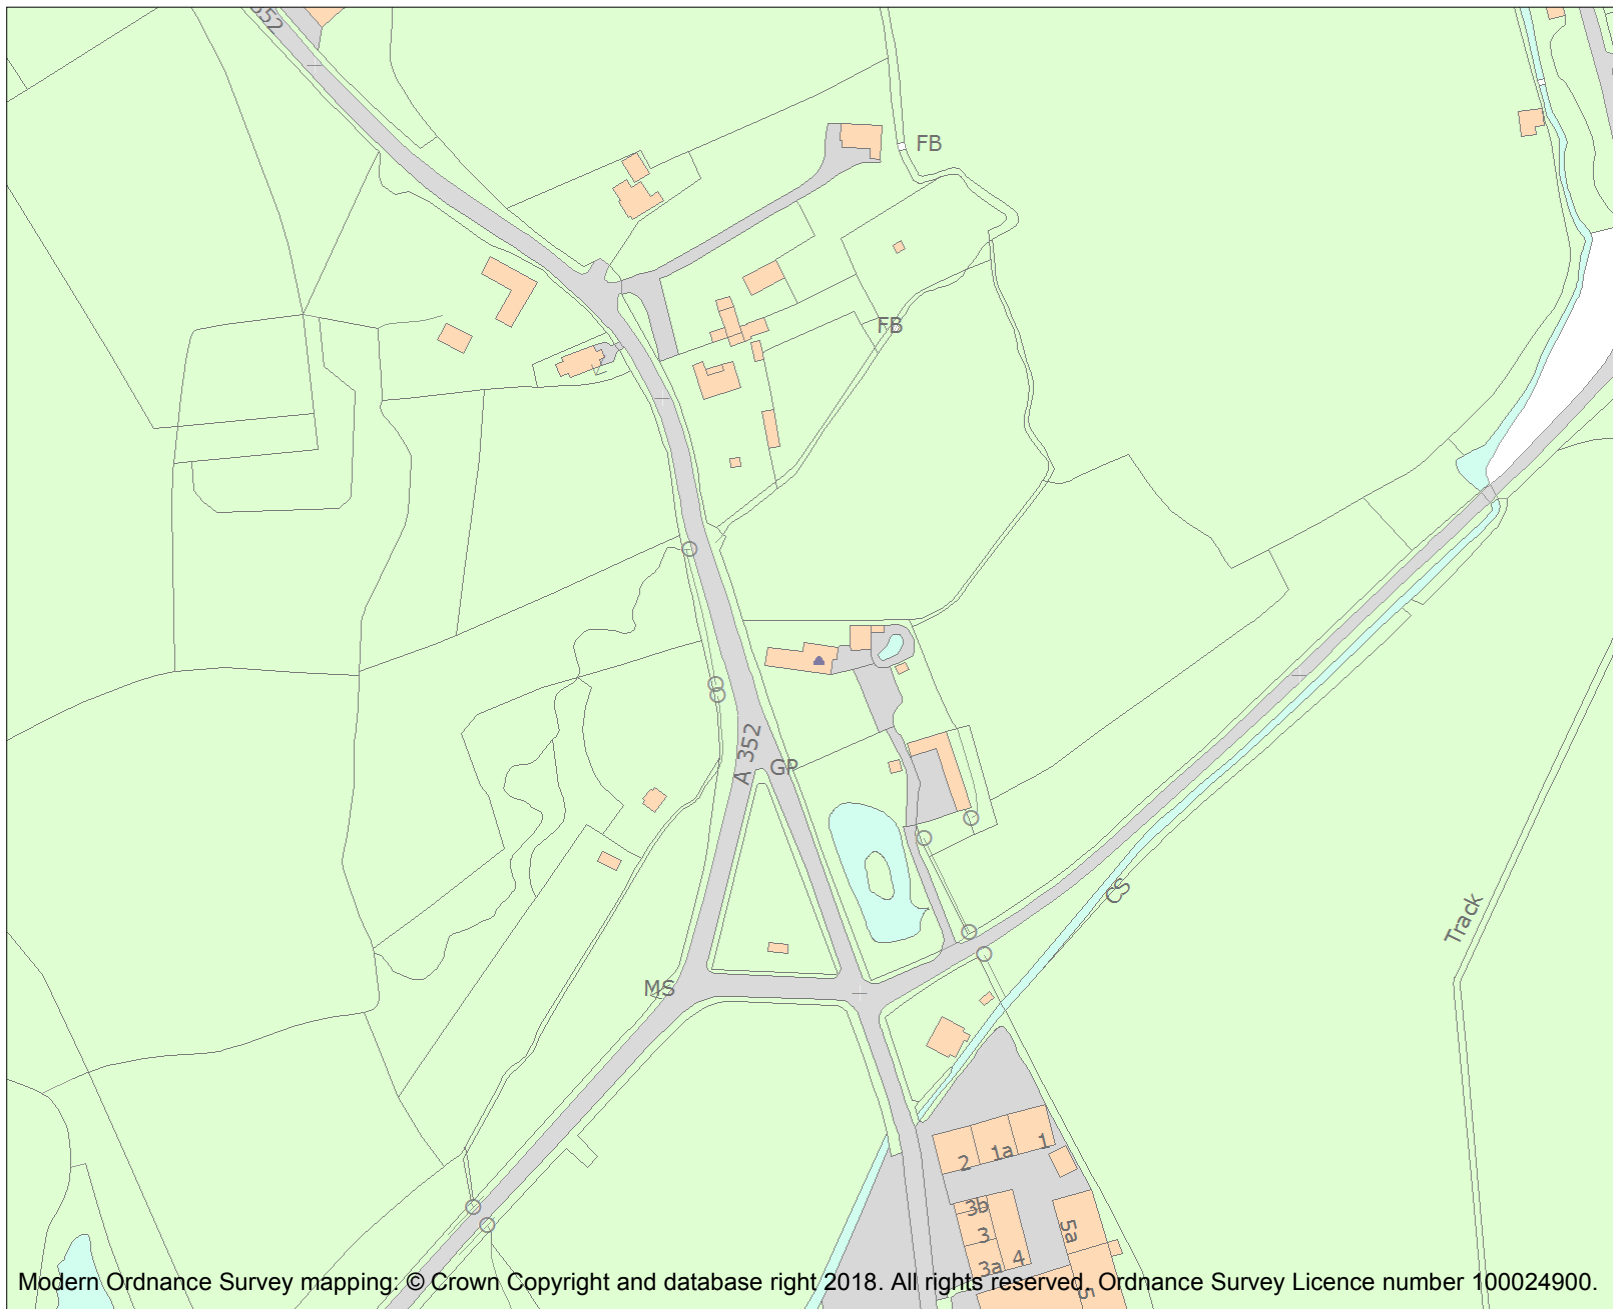 352
FB
FB
A 352
GP
CS
Track
MS
2
1a
1
3b
3
3a
4
5a
5
Modern Ordnance Survey mapping: © Crown Copyright and database right 2018. All rights reserved. Ordnance Survey Licence number 100024900.